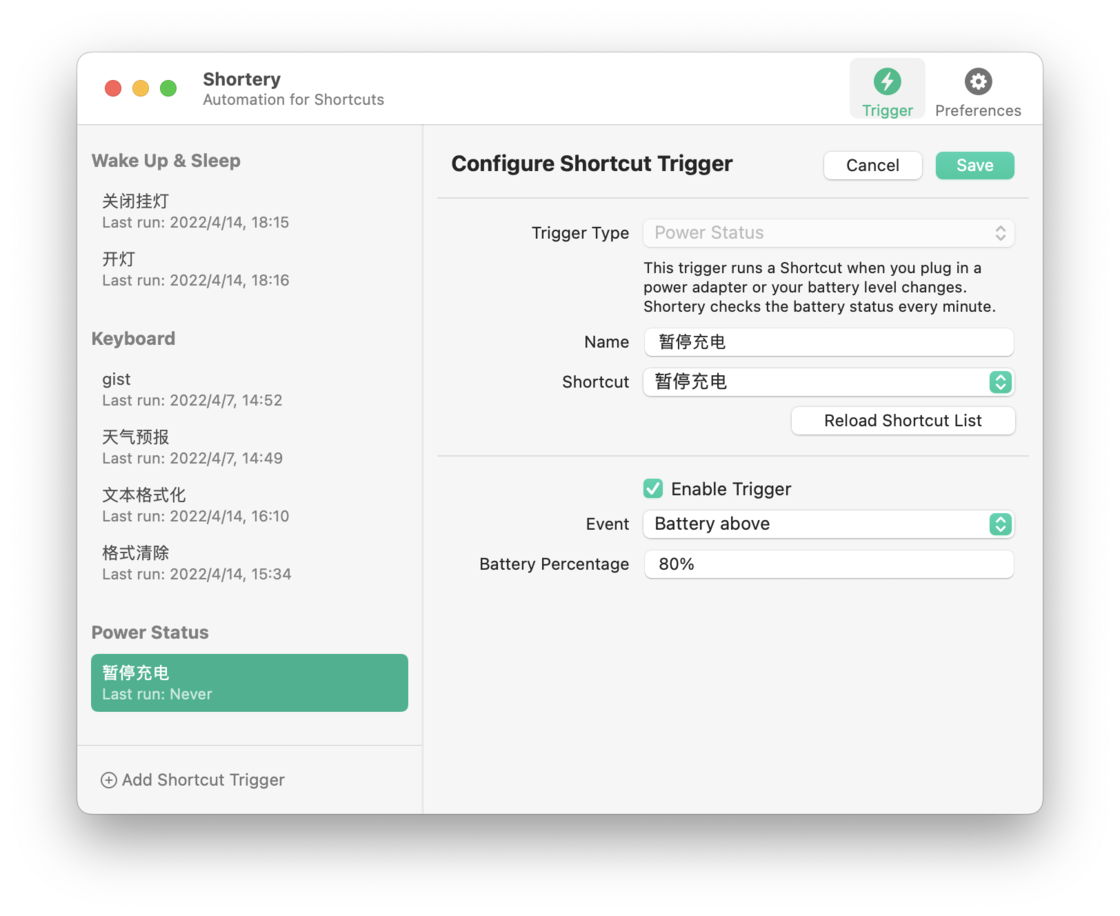 Shortery
Automation for Shortcuts
Trigger
Preferences
Wake Up & Sleep
关闭挂灯
Last run: 2022/4/14, 18:15
开灯
Last run: 2022/4/14, 18:16
Keyboard
gist
Last run: 2022/4/7, 14:52
天气预报
Last run: 2022/4/7, 14:49
文本格式化
Last run: 2022/4/14, 16:10
格式清除
Last run: 2022/4/14, 15:34
Power Status
暂停充电
Last run: Never
Add Shortcut Trigger
Configure Shortcut Trigger
Cancel
Save
Trigger Type
Power Status
This trigger runs a Shortcut when you plug in a
power adapter or your battery level changes.
Shortery checks the battery status every minute.
Name
暂停充电
Shortcut
暂停充电
Reload Shortcut List
Enable Trigger
Event
Battery above
Battery Percentage
80%